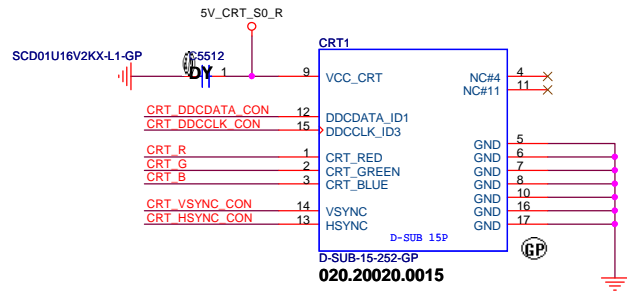 5V_CRT_S0_R
CRT1
SCD01U16V2KX-L1-GP
C5512
DY 1
9 VCC_CRT NC#4 4
NC#11 11
CRT_DDCDATA_CON 12 DDCDATA_ID1
CRT_DDCCLK_CON 15 DDCCLK_ID3
GND 5
CRT_R 1 CRT_RED GND 6
CRT_G 2 CRT_GREEN GND 7
CRT_B 3 CRT_BLUE GND 8
GND 10
CRT_VSYNC_CON 14 VSYNC GND 16
CRT_HSYNC_CON 13 HSYNC GND 17
D-SUB 15P
GP
D-SUB-15-252-GP
020.20020.0015